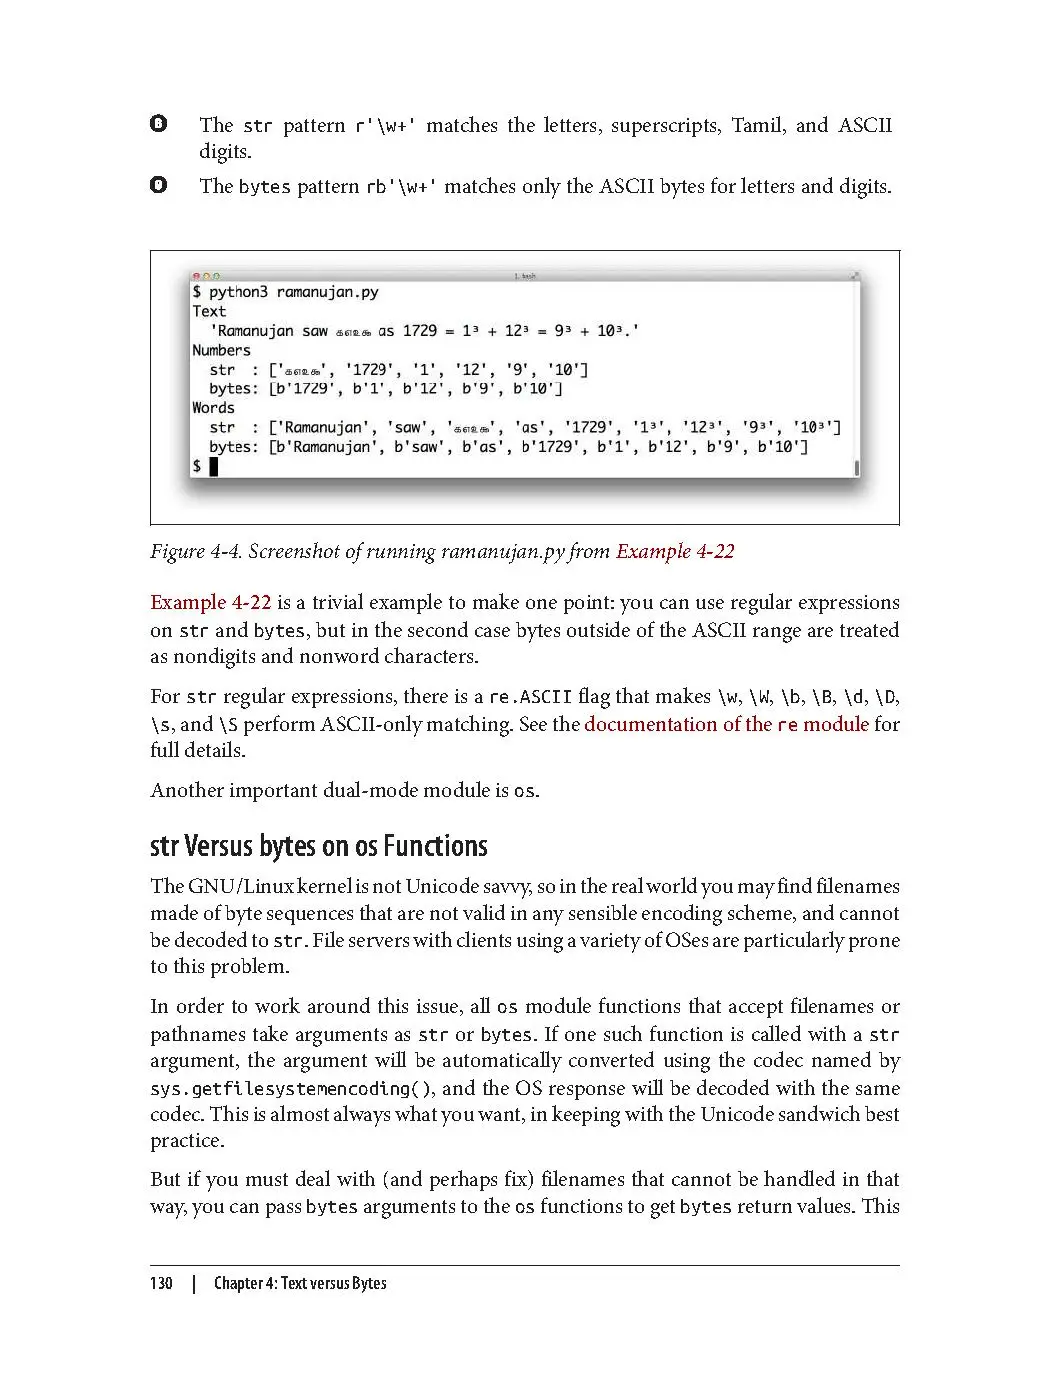 The str pattern r'\w+' matches the letters, superscripts, Tamil, and ASCII
digits.
The bytes pattern rb'\w+' matches only the ASCII bytes for letters and digits.
1. bash
$ python3 ramanujan.py
Text
'Ramanujan saw ௧௭௨௯ as 1729 = 1³ + 12³ = 9³ + 10³.'
Numbers
str : ['௧௭௨௯', '1729', '1', '12', '9', '10']
bytes: [b'1729', b'1', b'12', b'9', b'10']
Words
str : ['Ramanujan', 'saw', '௧௭௨௯', 'as', '1729', '1³', '12³', '9³', '10³']
bytes: [b'Ramanujan', b'saw', b'as', b'1729', b'1', b'12', b'9', b'10']
$
Figure 4-4. Screenshot of running ramanujan.py from Example 4-22
Example 4-22 is a trivial example to make one point: you can use regular expressions
on str and bytes, but in the second case bytes outside of the ASCII range are treated
as nondigits and nonword characters.
For str regular expressions, there is a re.ASCII flag that makes \w, \W, \b, \B, \d, \D,
\s, and \S perform ASCII-only matching. See the documentation of the re module for
full details.
Another important dual-mode module is os.
str Versus bytes on os Functions
The GNU/Linux kernel is not Unicode savvy, so in the real world you may find filenames
made of byte sequences that are not valid in any sensible encoding scheme, and cannot
be decoded to str. File servers with clients using a variety of OSes are particularly prone
to this problem.
In order to work around this issue, all os module functions that accept filenames or
pathnames take arguments as str or bytes. If one such function is called with a str
argument, the argument will be automatically converted using the codec named by
sys.getfilesystemencoding(), and the OS response will be decoded with the same
codec. This is almost always what you want, in keeping with the Unicode sandwich best
practice.
But if you must deal with (and perhaps fix) filenames that cannot be handled in that
way, you can pass bytes arguments to the os functions to get bytes return values. This
130 | Chapter 4: Text versus Bytes